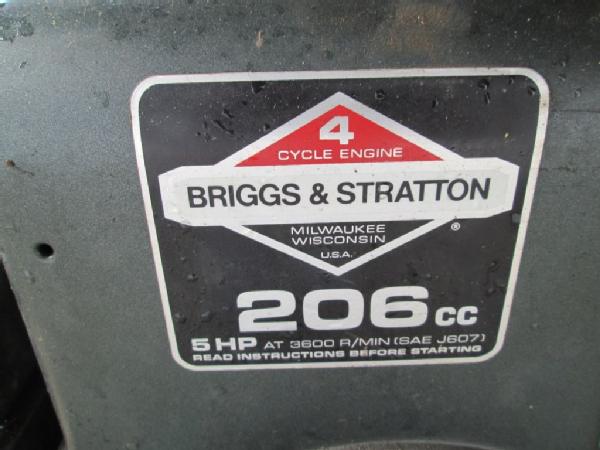 4
CYCLE ENGINE
BRIGGS & STRATTON
MILWAUKEE
WISCONSIN
U.S.A. ®
206 cc
5 HP AT 3600 R/MIN (SAE J607)
READ INSTRUCTIONS BEFORE STARTING